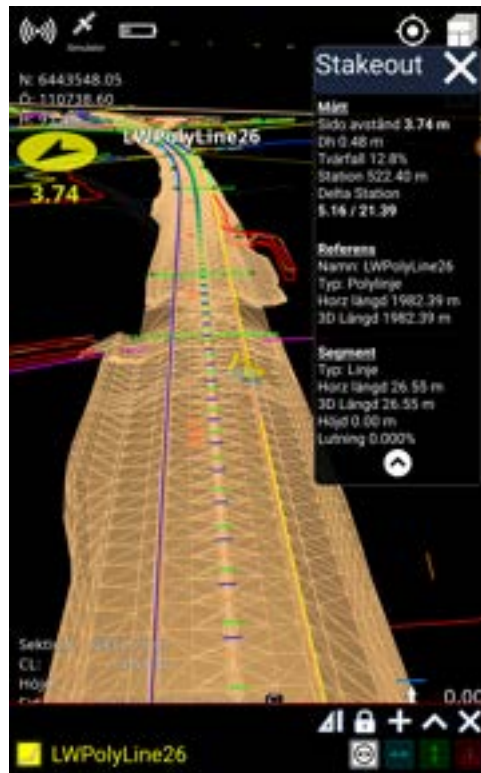 Simulator
N: 6443548.05
Ö: 110738.60
LWPolyLine26
3.74
Stakeout
Mått
Sido avstånd 3.74 m
Dh 0.48 m
Tvärfall 12.8%
Station 522.40 m
Delta Station
5.16 / 21.39
Referens
Namn: LWPolyLine26
Typ: Polylinje
Horz längd 1982.39 m
3D Längd 1982.39 m
Segment
Typ: Linje
Horz längd 26.55 m
3D Längd 26.55 m
Höjd 0.00 m
Lutning 0.000%
CL:
0.00
LWPolyLine26